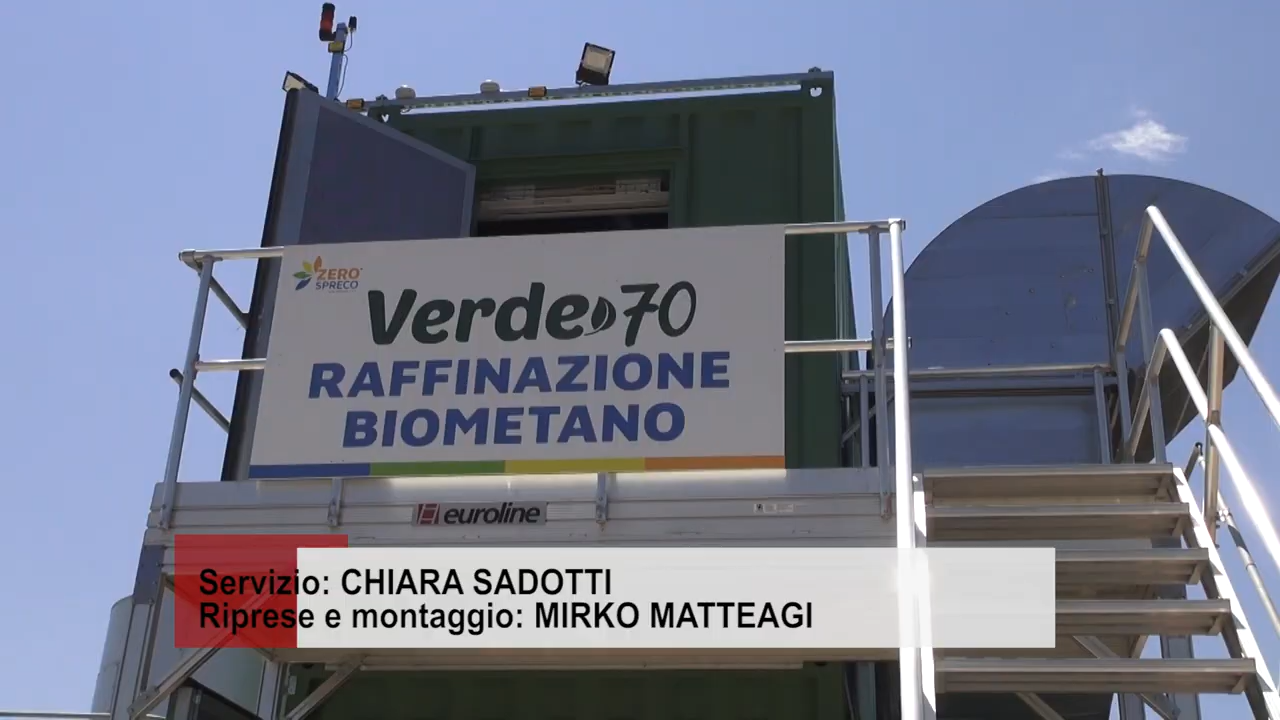 ZERO
SPRECO
Verde 70
RAFFINAZIONE
BIOMETANO
euroline
Servizio: CHIARA SADOTTI
Riprese e montaggio: MIRKO MATTEAGI